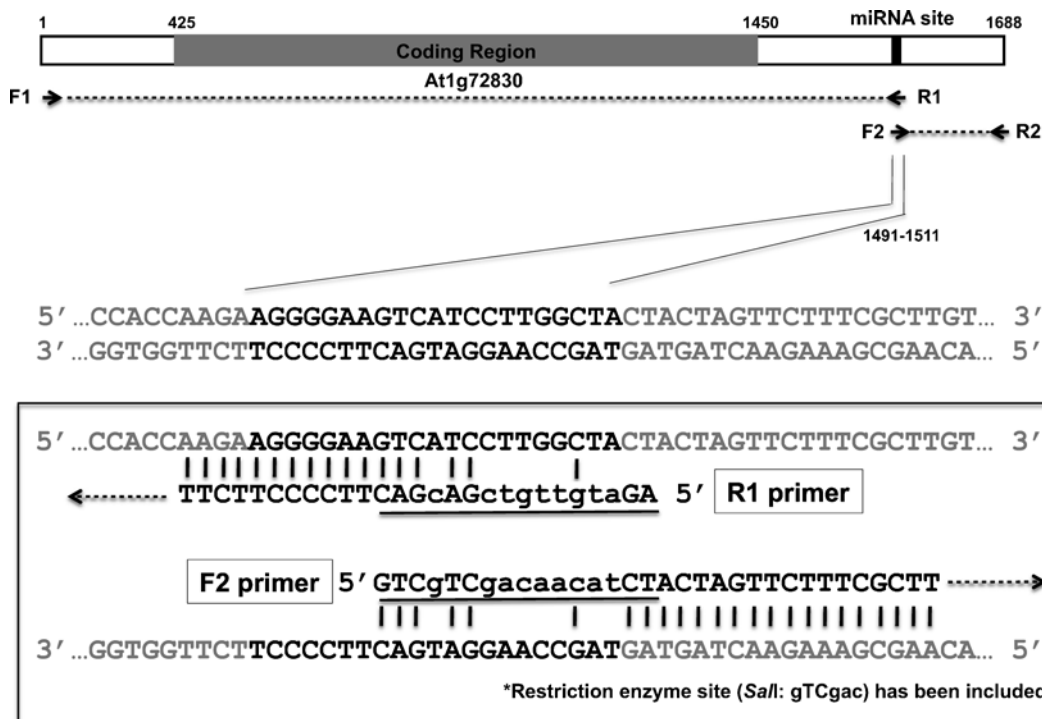 1 425 1450 miRNA site 1688
Coding Region
At1g72830
F1 R1
F2 R2
1491-1511
5′ …CCACCAAGAAGGGGAAGTCATCCTTGGCTACTACTAGTTCTTTCGCTTGT… 3′
3′ …GGTGGTTCTTCCCCTTCAGTAGGAACCGATGATGATCAAGAAAGCGAACA… 5′
5′ …CCACCAAGAAGGGGAAGTCATCCTTGGCTACTACTAGTTCTTTCGCTTGT… 3′
TTCTTCCCCTTCAGcAGctgttgtaGA 5′ R1 primer
F2 primer 5′ GTCgTCgacaacatCTACTAGTTCTTTCGCTT
3′ …GGTGGTTCTTCCCCTTCAGTAGGAACCGATGATGATCAAGAAAGCGAACA… 5′
*Restriction enzyme site (SalI: gTCgac) has been included